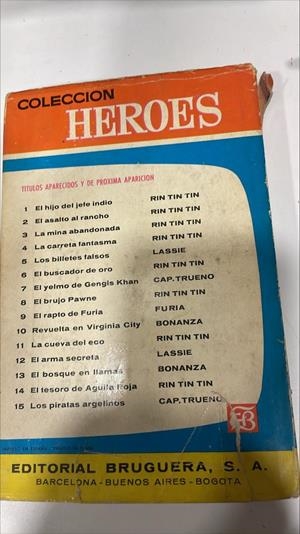 COLECCION
HEROES
TITULOS APARECIDOS Y DE PROXIMA APARICION
1 El hijo del jefe indio RIN TIN TIN
2 El asalto al rancho RIN TIN TIN
3 La mina abandonada RIN TIN TIN
4 La carreta fantasma RIN TIN TIN
5 Los billetes falsos LASSIE
6 El buscador de oro RIN TIN TIN
7 El yelmo de Gengis Khan CAP. TRUENO
8 El brujo Pawne RIN TIN TIN
9 El rapto de Furia FURIA
10 Revuelta en Virginia City BONANZA
11 La cueva del eco RIN TIN TIN
12 El arma secreta LASSIE
13 El bosque en llamas BONANZA
14 El tesoro de Aguila Roja RIN TIN TIN
15 Los piratas argelinos CAP. TRUENO
EDITORIAL BRUGUERA, S. A.
BARCELONA - BUENOS AIRES - BOGOTA